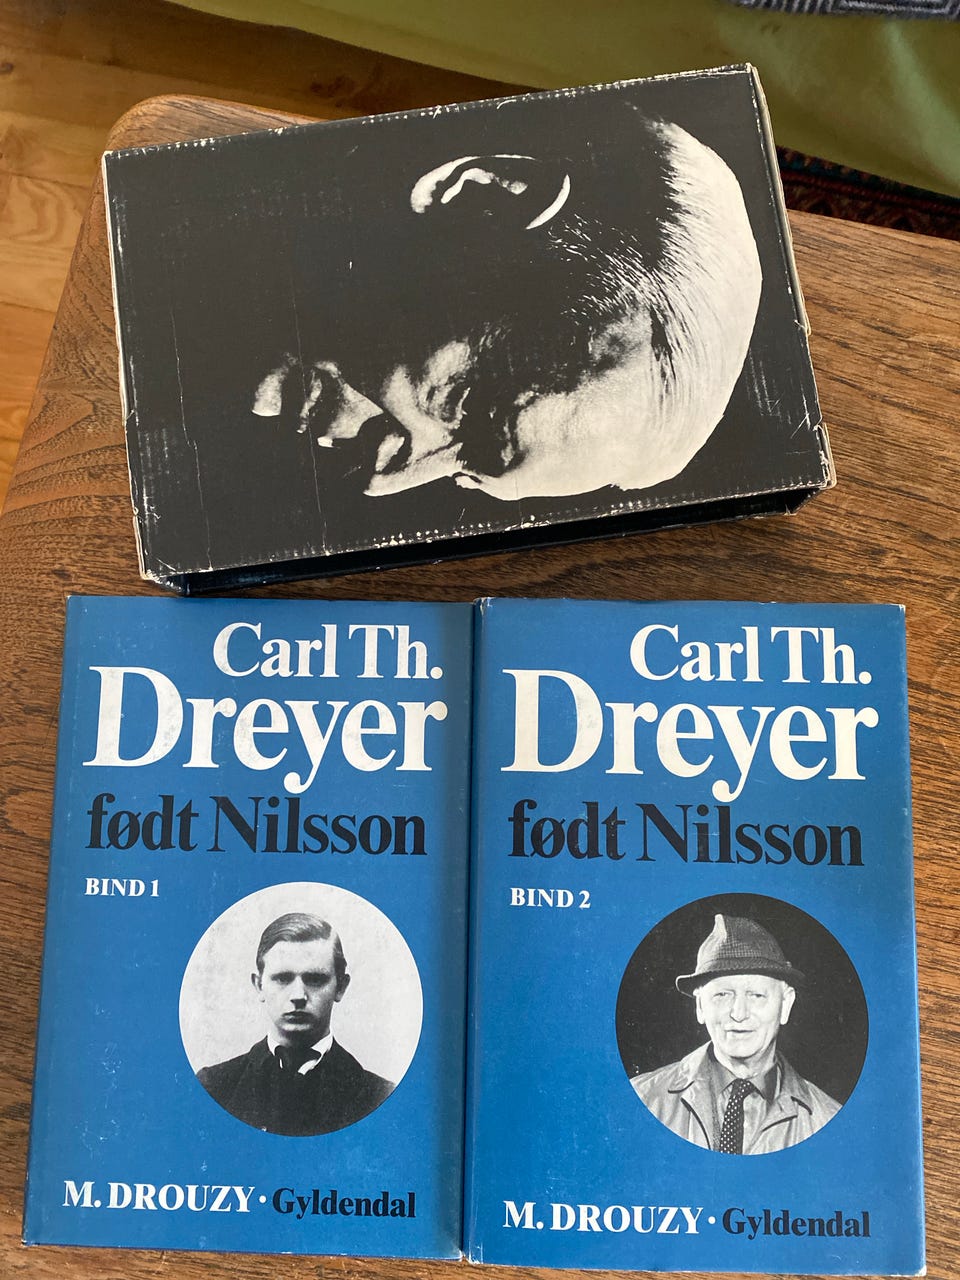 Carl Th.
Dreyer
født Nilsson
BIND 1
M. DROUZY · Gyldendal
Carl Th.
Dreyer
født Nilsson
BIND 2
M. DROUZY · Gyldendal